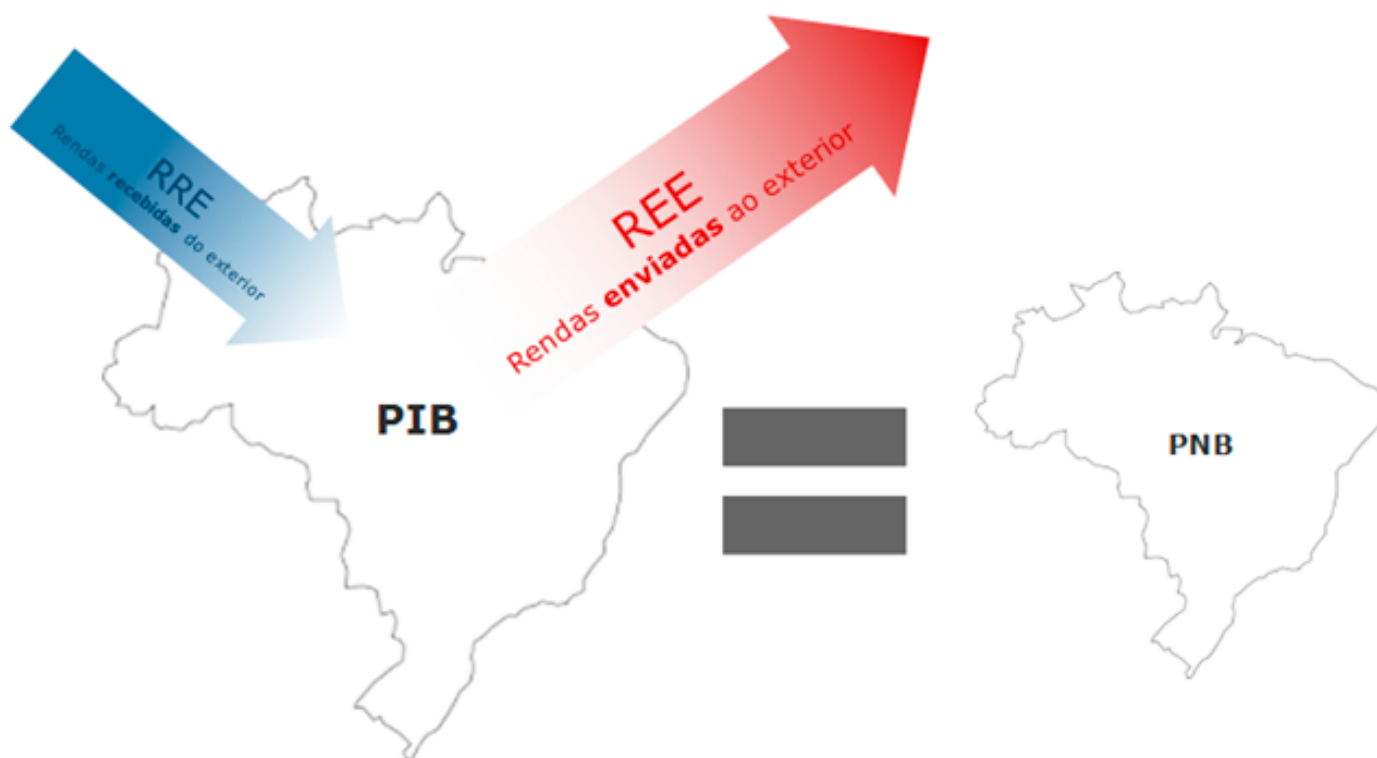 RRE
Rendas recebidas do exterior
REE
Rendas enviadas ao exterior
PIB
PNB